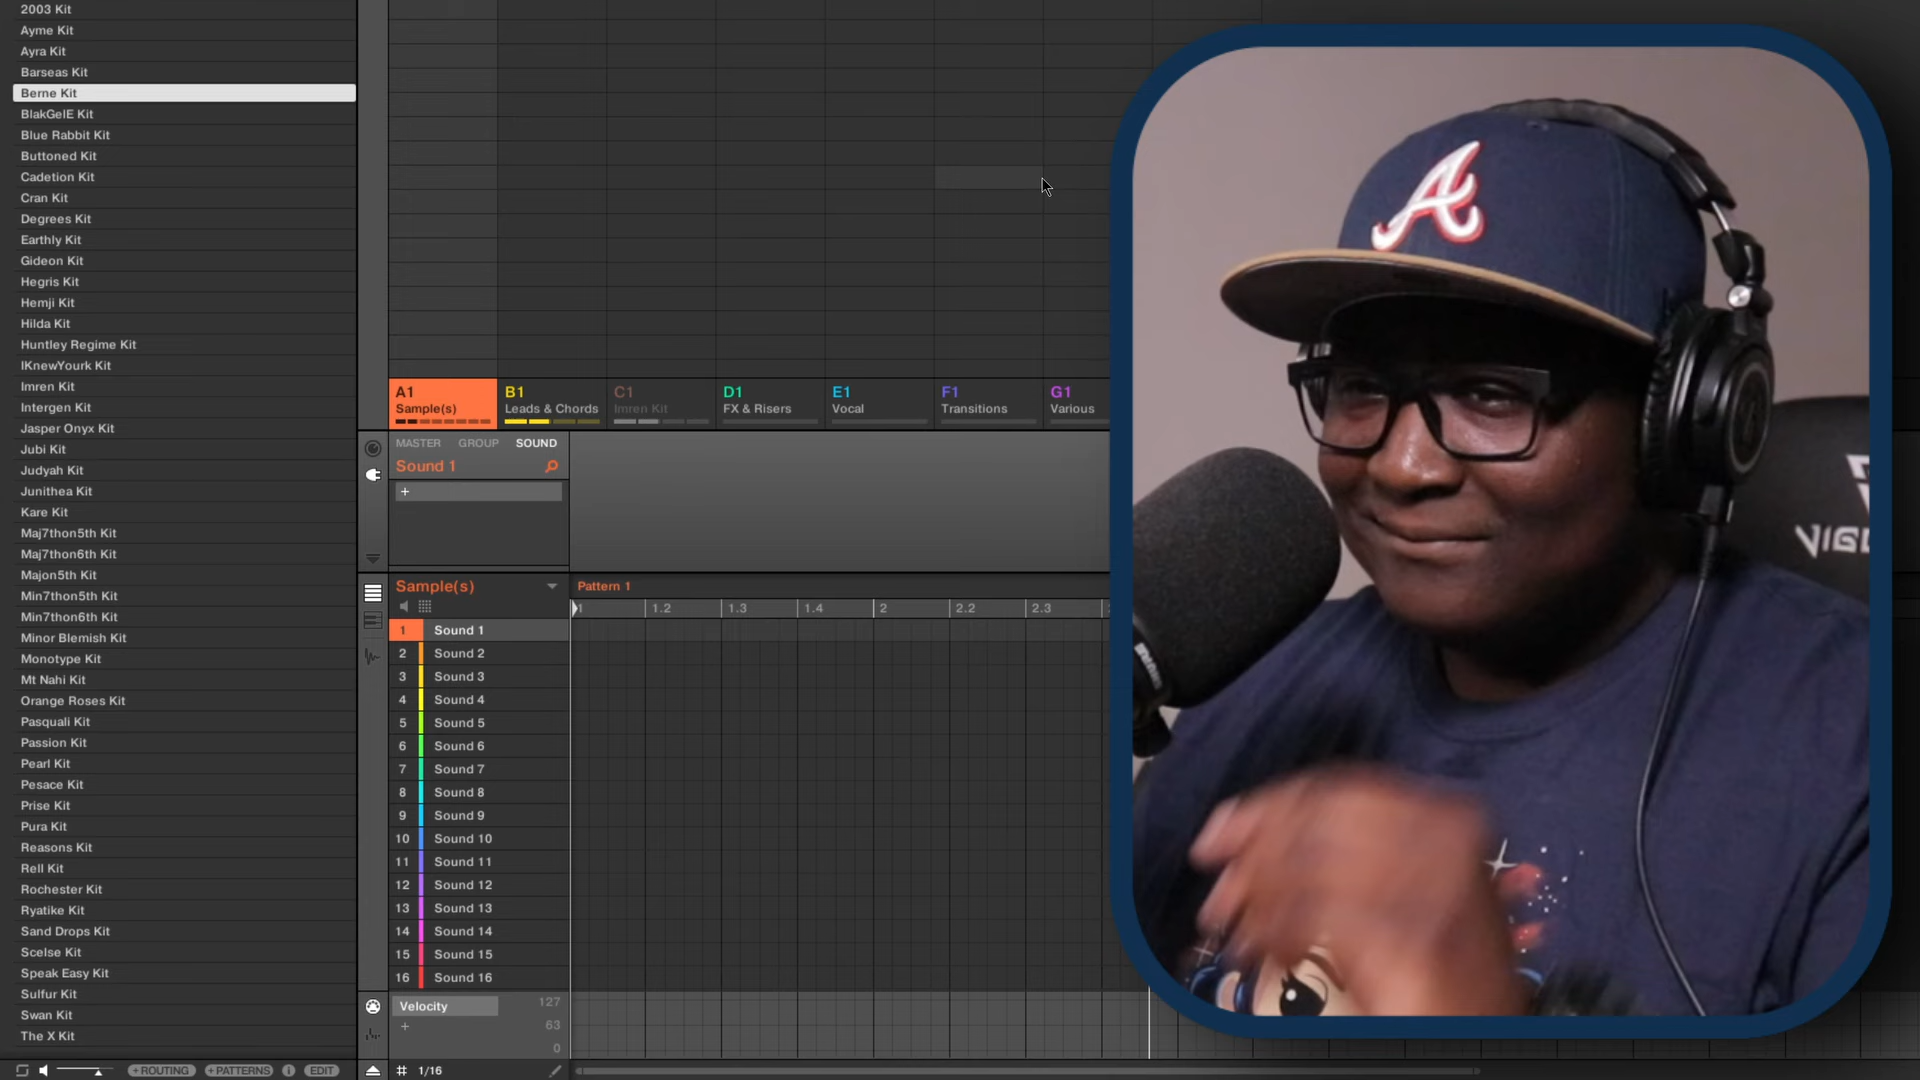 2003 Kit
Ayme Kit
Ayra Kit
Barseas Kit
Berne Kit
BlakGelE Kit
Blue Rabbit Kit
Buttoned Kit
Cadetion Kit
Cran Kit
Degrees Kit
Earthly Kit
Gideon Kit
Hegris Kit
Hemji Kit
Hilda Kit
Huntley Regime Kit
IKnewYourk Kit
Imren Kit
Intergen Kit
Jasper Onyx Kit
Jubi Kit
Judyah Kit
Junithea Kit
Kare Kit
Maj7thon5th Kit
Maj7thon6th Kit
Majon5th Kit
Min7thon5th Kit
Min7thon6th Kit
Minor Blemish Kit
Monotype Kit
Mt Nahi Kit
Orange Roses Kit
Pasquali Kit
Passion Kit
Pearl Kit
Pesace Kit
Prise Kit
Pura Kit
Reasons Kit
Rell Kit
Rochester Kit
Ryatike Kit
Sand Drops Kit
Scelse Kit
Speak Easy Kit
Sulfur Kit
Swan Kit
The X Kit
+ROUTING +PATTERNS i EDIT
A1 B1 C1 D1 E1 F1 G1
Sample(s) Leads & Chords Imren Kit FX & Risers Vocal Transitions Various
MASTER GROUP SOUND
Sound 1
+
Sample(s) Pattern 1
1 1.2 1.3 1.4 2 2.2 2.3
1 Sound 1
2 Sound 2
3 Sound 3
4 Sound 4
5 Sound 5
6 Sound 6
7 Sound 7
8 Sound 8
9 Sound 9
10 Sound 10
11 Sound 11
12 Sound 12
13 Sound 13
14 Sound 14
15 Sound 15
16 Sound 16
Velocity 127
+ 63
0
# 1/16
A